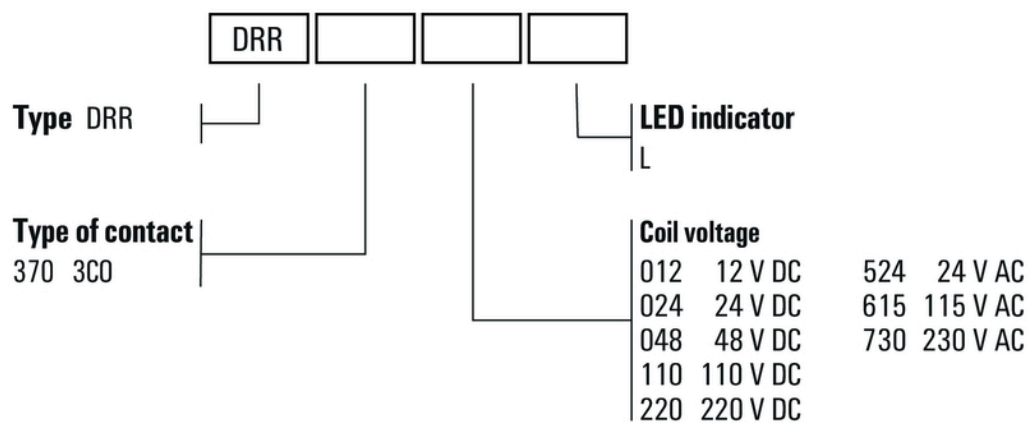 DRR
Type DRR
LED indicator
L
Type of contact
370 3CO
Coil voltage
012 12 V DC 524 24 V AC
024 24 V DC 615 115 V AC
048 48 V DC 730 230 V AC
110 110 V DC
220 220 V DC